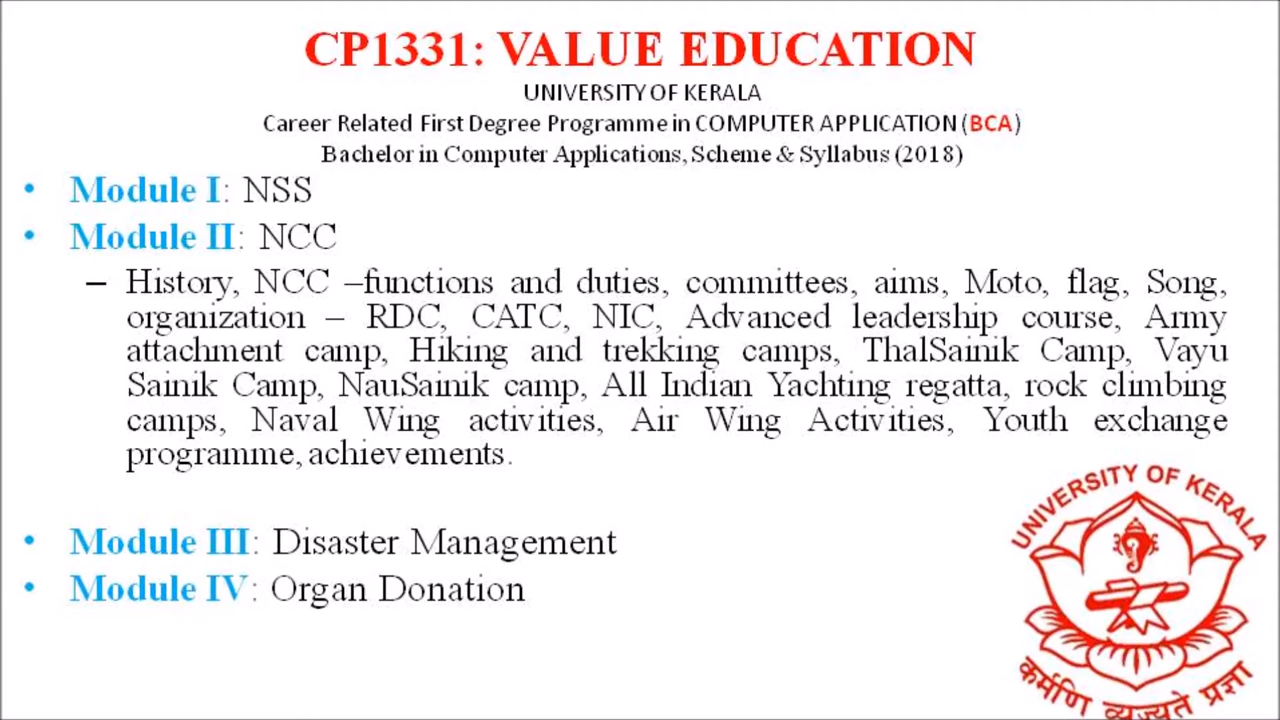 CP1331: VALUE EDUCATION
UNIVERSITY OF KERALA
Career Related First Degree Programme in COMPUTER APPLICATION (BCA)
Bachelor in Computer Applications, Scheme & Syllabus (2018)
• Module I: NSS
• Module II: NCC
– History, NCC –functions and duties, committees, aims, Moto, flag, Song,
organization – RDC, CATC, NIC, Advanced leadership course, Army
attachment camp, Hiking and trekking camps, ThalSainik Camp, Vayu
Sainik Camp, NauSainik camp, All Indian Yachting regatta, rock climbing
camps, Naval Wing activities, Air Wing Activities, Youth exchange
programme, achievements.
• Module III: Disaster Management
• Module IV: Organ Donation
UNIVERSITY OF KERALA
कर्मणि व्यज्यते प्रज्ञा